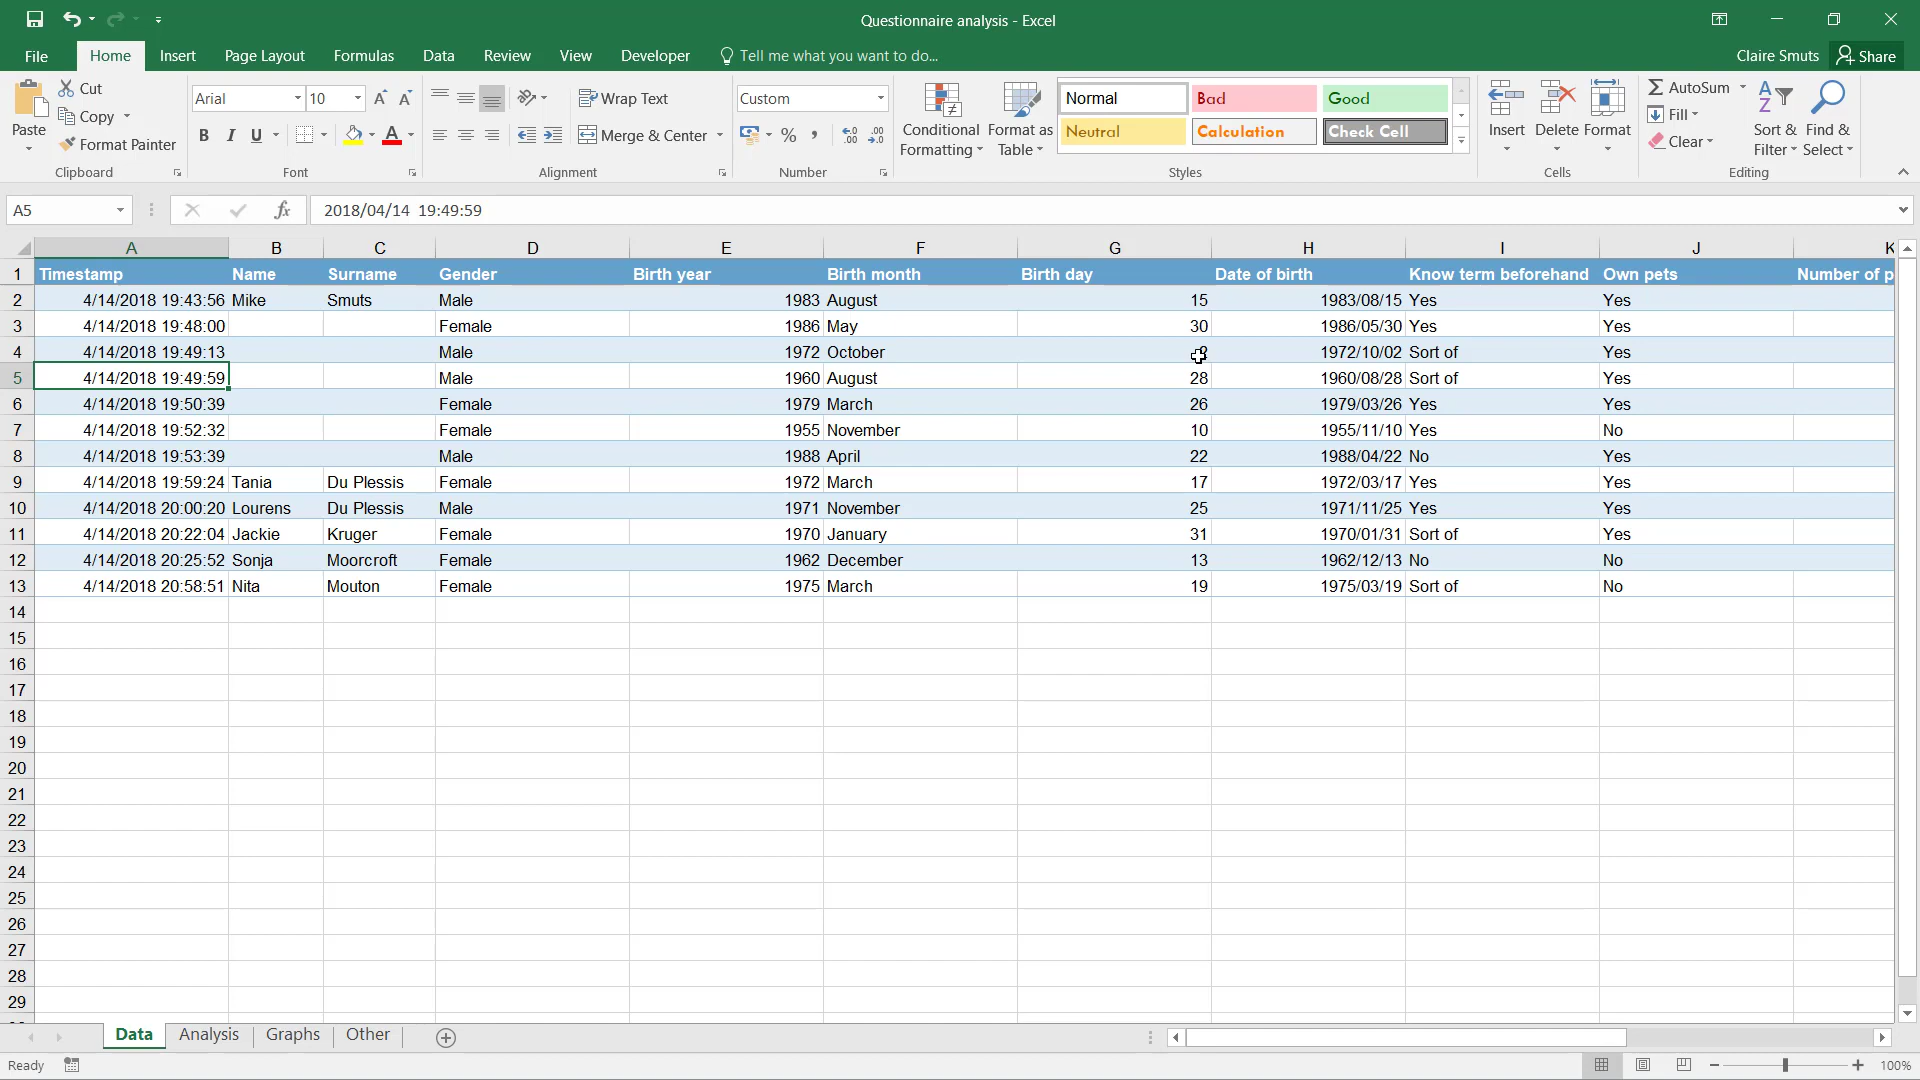 Questionnaire analysis - Excel
File Home Insert Page Layout Formulas Data Review View Developer Tell me what you want to do... Claire Smuts Share
Paste Cut Copy Format Painter Clipboard
Arial 10 B I U A Font
Wrap Text Merge & Center Alignment
Custom % , Number
Conditional Formatting Format as Table Normal Bad Good Neutral Calculation Check Cell Styles
Insert Delete Format Cells
AutoSum Fill Clear Sort & Filter Find & Select Editing
A5 fx 2018/04/14 19:49:59
A B C D E F G H I J K
1 Timestamp Name Surname Gender Birth year Birth month Birth day Date of birth Know term beforehand Own pets Number of p
2 4/14/2018 19:43:56 Mike Smuts Male 1983 August 15 1983/08/15 Yes Yes
3 4/14/2018 19:48:00 Female 1986 May 30 1986/05/30 Yes Yes
4 4/14/2018 19:49:13 Male 1972 October 1972/10/02 Sort of Yes
5 4/14/2018 19:49:59 Male 1960 August 28 1960/08/28 Sort of Yes
6 4/14/2018 19:50:39 Female 1979 March 26 1979/03/26 Yes Yes
7 4/14/2018 19:52:32 Female 1955 November 10 1955/11/10 Yes No
8 4/14/2018 19:53:39 Male 1988 April 22 1988/04/22 No Yes
9 4/14/2018 19:59:24 Tania Du Plessis Female 1972 March 17 1972/03/17 Yes Yes
10 4/14/2018 20:00:20 Lourens Du Plessis Male 1971 November 25 1971/11/25 Yes Yes
11 4/14/2018 20:22:04 Jackie Kruger Female 1970 January 31 1970/01/31 Sort of Yes
12 4/14/2018 20:25:52 Sonja Moorcroft Female 1962 December 13 1962/12/13 No No
13 4/14/2018 20:58:51 Nita Mouton Female 1975 March 19 1975/03/19 Sort of No
14
15
16
17
18
19
20
21
22
23
24
25
26
27
28
29
Data Analysis Graphs Other
Ready 100%